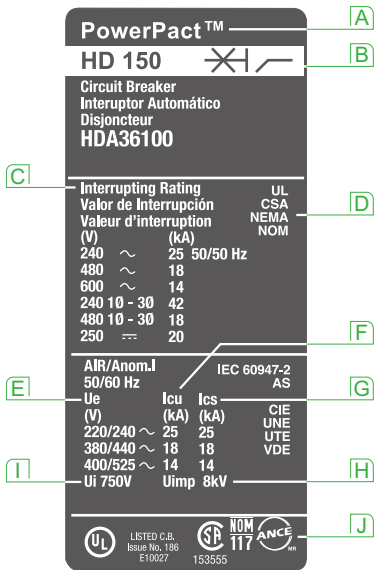 PowerPact™ A
HD 150 B
Circuit Breaker
Interuptor Automático
Disjoncteur
HDA36100
C
Interrupting Rating UL
Valor de Interrupción CSA D
Valeur d'interruption NEMA
(V) (kA) NOM
240 ~ 25 50/50 Hz
480 ~ 18
600 ~ 14
240 1Ø - 3Ø 42
480 1Ø - 3Ø 18
250 ⎓ 20
F
AIR/Anom.I IEC 60947-2
50/60 Hz AS
E Ue Icu Ics G
(V) (kA) (kA) CIE
220/240 ~ 25 25 UNE
380/440 ~ 18 18 UTE
400/525 ~ 14 14 VDE
I Ui 750V Uimp 8kV H
UL LISTED C.B. SA NOM ANCE J
Issue No. 186 117 MR
E10027 153555